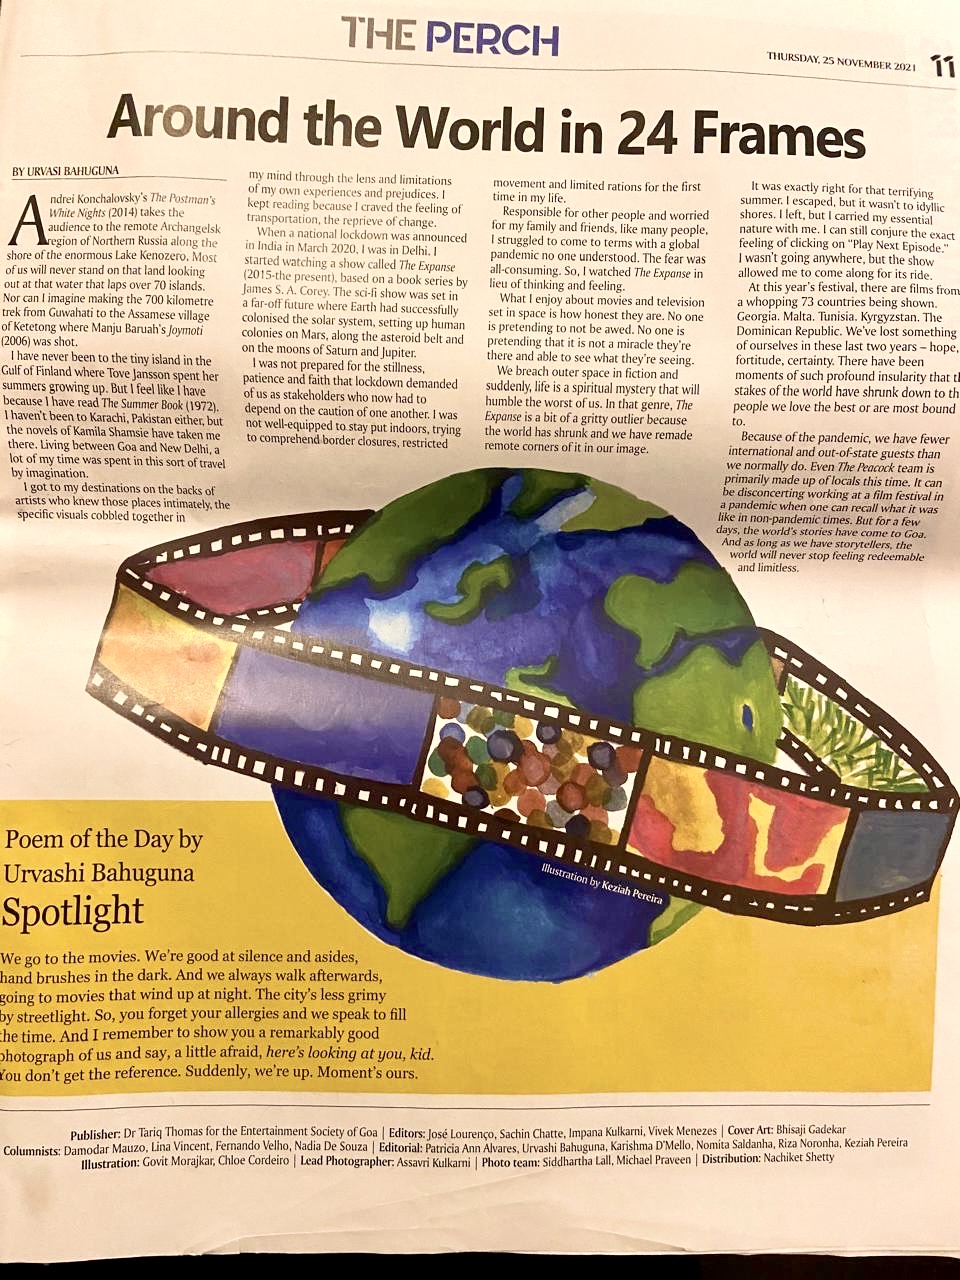 THE PERCH
THURSDAY, 25 NOVEMBER 2021 11
Around the World in 24 Frames
BY URVASI BAHUGUNA
Andrei Konchalovsky's The Postman's
White Nights (2014) takes the
audience to the remote Archangelsk
region of Northern Russia along the
shore of the enormous Lake Kenozero. Most
of us will never stand on that land looking
out at water that laps over 70 islands.
Nor can I imagine making the 700 kilometre
trek from Guwahati to the Assamese village
of Ketetong where Manju Baruah's Joymoti
(2006) was shot.
I have never been to the tiny island in the
Gulf of Finland where Tove Jansson spent her
summers growing up. But I feel like I have
because I have read The Summer Book (1972).
I haven't been to Karachi, Pakistan either, but
the novels of Kamila Shamsie have taken me
there. Living between Goa and New Delhi, a
lot of my time was spent in this sort of travel
by imagination.
I got to my destinations on the backs of
artists who knew those places intimately, the
specific visuals cobbled together in
my mind through the lens and limitations
of my own experiences and prejudices. I
kept reading because I craved the feeling of
transportation, the reprieve of change.
When a national lockdown was announced
in India in March 2020, I was in Delhi. I
started watching a show called The Expanse
(2015-the present), based on a book series by
James S. A. Corey. The sci-fi show was set in
a far-off future where Earth had successfully
colonised the solar system, setting up human
colonies on Mars, along the asteroid belt and
on the moons of Saturn and Jupiter.
I was not prepared for the stillness,
patience and faith that lockdown demanded
of us as stakeholders who now had to
depend on the caution of one another. I was
not well-equipped to stay put indoors, trying
to comprehend border closures, restricted
movement and limited rations for the first
time in my life.
Responsible for other people and worried
for my family and friends, like many people,
I struggled to come to terms with a global
pandemic no one understood. The fear was
all-consuming. So, I watched The Expanse in
lieu of thinking and feeling.
What I enjoy about movies and television
set in space is how honest they are. No one
is pretending to not be awed. No one is
pretending that it is not a miracle they're
there and able to see what they're seeing.
We breach outer space in fiction and
suddenly, life is a spiritual mystery that will
humble the worst of us. In that genre, The
Expanse is a bit of a gritty outlier because
the world has shrunk and we have remade
remote corners of it in our image.
It was exactly right for that terrifying
summer. I escaped, but it wasn't to idyllic
shores. I left, but I carried my essential
nature with me. I can still conjure the exact
feeling of clicking on "Play Next Episode."
I wasn't going anywhere, but the show
allowed me to come along for its ride.
At this year's festival, there are films from
a whopping 73 countries being shown.
Georgia. Malta. Tunisia. Kyrgyzstan. The
Dominican Republic. We've lost something
of ourselves in these last two years – hope,
fortitude, certainty. There have been
moments of such profound insularity that th
stakes of the world have shrunk down to th
people we love the best or are most bound
to.
Because of the pandemic, we have fewer
international and out-of-state guests than
we normally do. Even The Peacock team is
primarily made up of locals this time. It can
be disconcerting working at a film festival in
a pandemic when one can recall what it was
like in non-pandemic times. But for a few
days, the world's stories have come to Goa.
And as long as we have storytellers, the
world will never stop feeling redeemable
and limitless.
Illustration by Keziah Pereira
Poem of the Day by
Urvashi Bahuguna
Spotlight
We go to the movies. We're good at silence and asides,
hand brushes in the dark. And we always walk afterwards,
going to movies that wind up at night. The city's less grimy
by streetlight. So, you forget your allergies and we speak to fill
the time. And I remember to show you a remarkably good
photograph of us and say, a little afraid, here's looking at you, kid.
You don't get the reference. Suddenly, we're up. Moment's ours.
Publisher: Dr Tariq Thomas for the Entertainment Society of Goa | Editors: José Lourenço, Sachin Chatte, Impana Kulkarni, Vivek Menezes | Cover Art: Bhisaji Gadekar
Columnists: Damodar Mauzo, Lina Vincent, Fernando Velho, Nadia De Souza | Editorial: Patricia Ann Alvares, Urvashi Bahuguna, Karishma D'Mello, Nomita Saldanha, Riza Noronha, Keziah Pereira
Illustration: Govit Morajkar, Chloe Cordeiro | Lead Photographer: Assavri Kulkarni | Photo team: Siddhartha Lall, Michael Praveen | Distribution: Nachiket Shetty